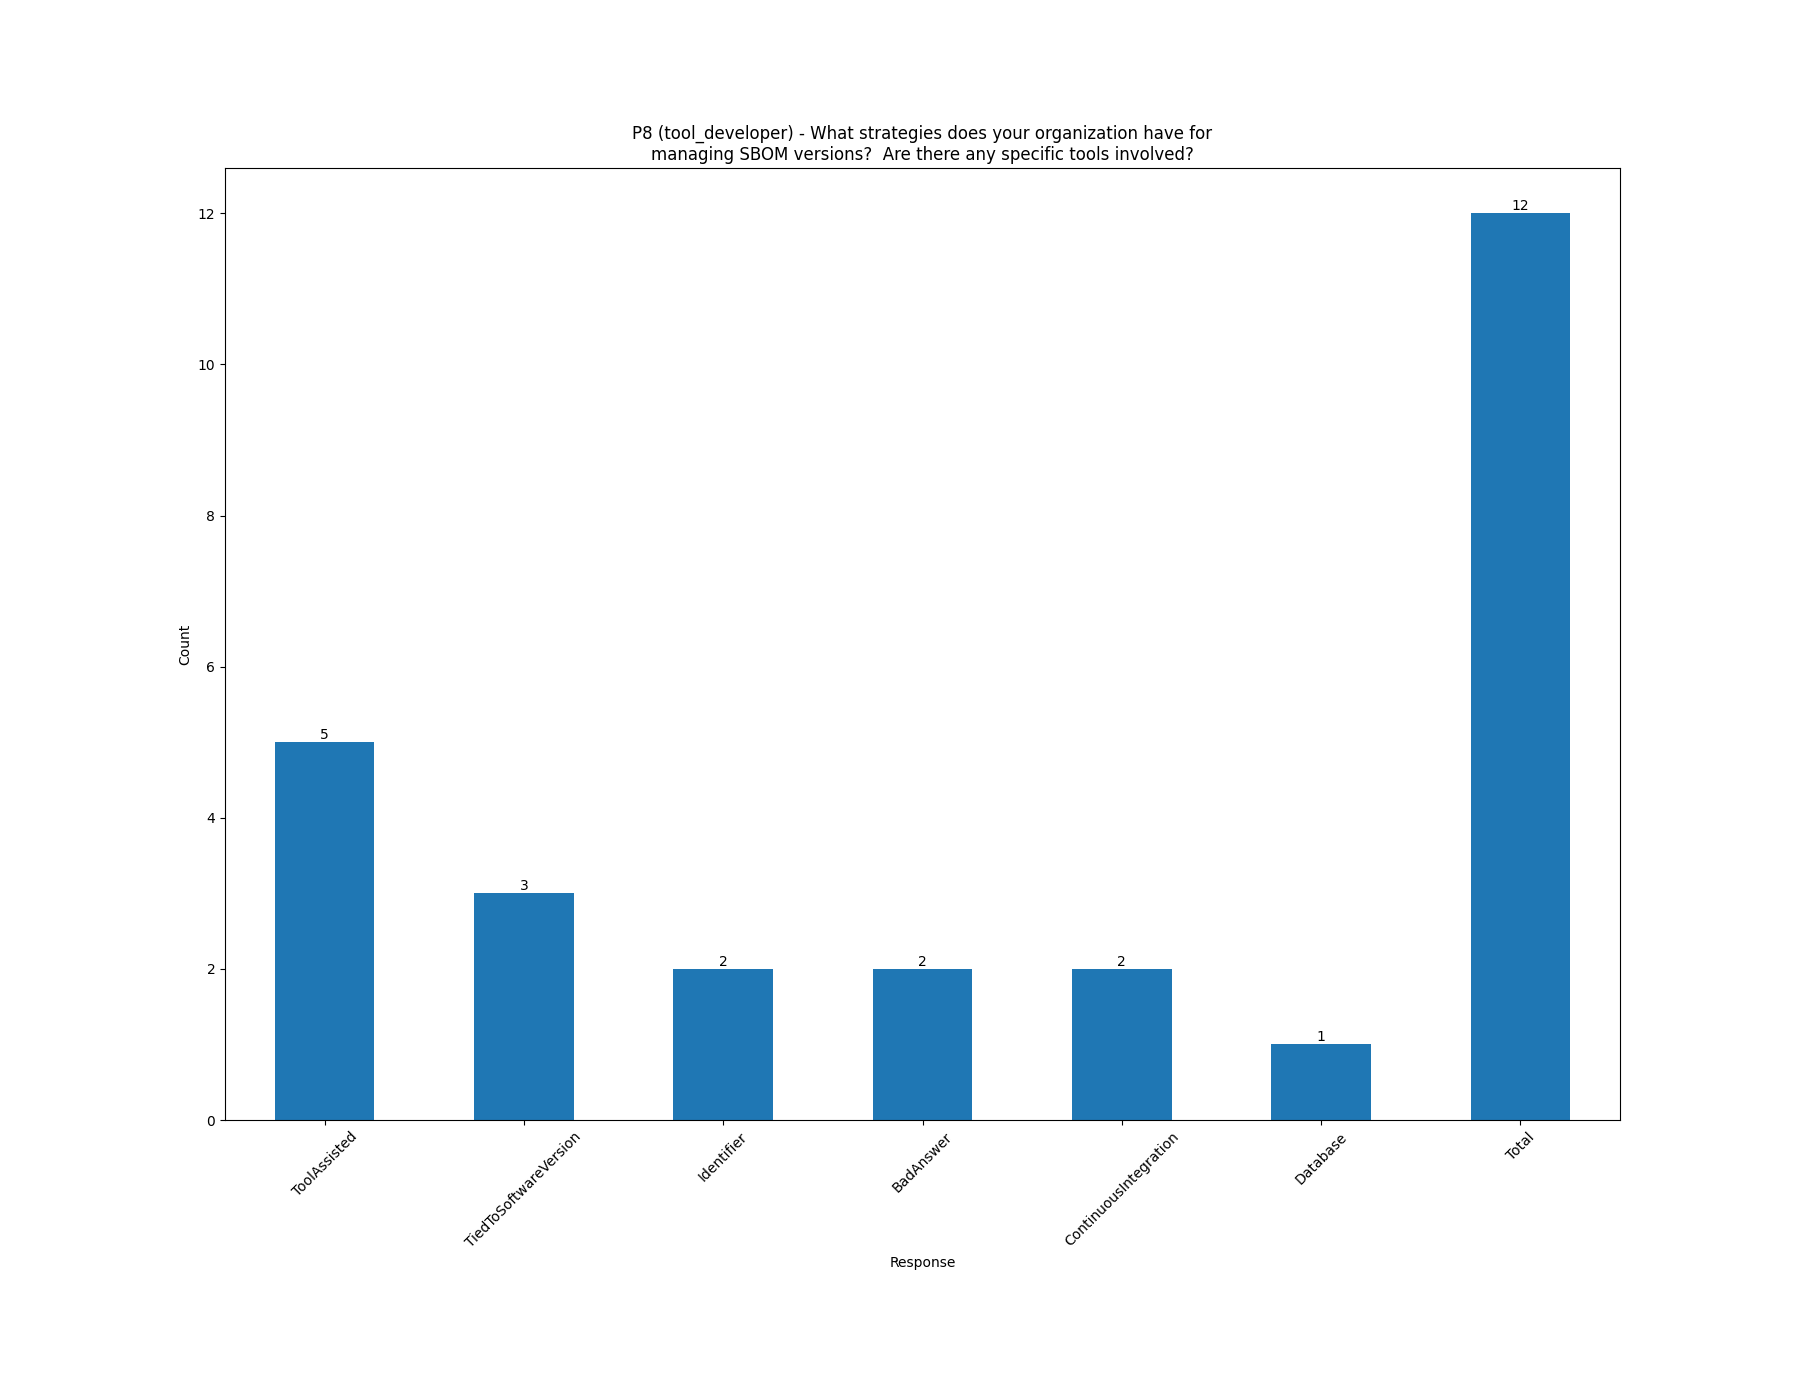 P8 (tool_developer) - What strategies does your organization have for
managing SBOM versions?  Are there any specific tools involved?
12
10
8
6
4
2
0
Count
5
3
2
2
2
1
12
ToolAssisted
TiedToSoftwareVersion
Identifier
BadAnswer
ContinuousIntegration
Database
Total
Response